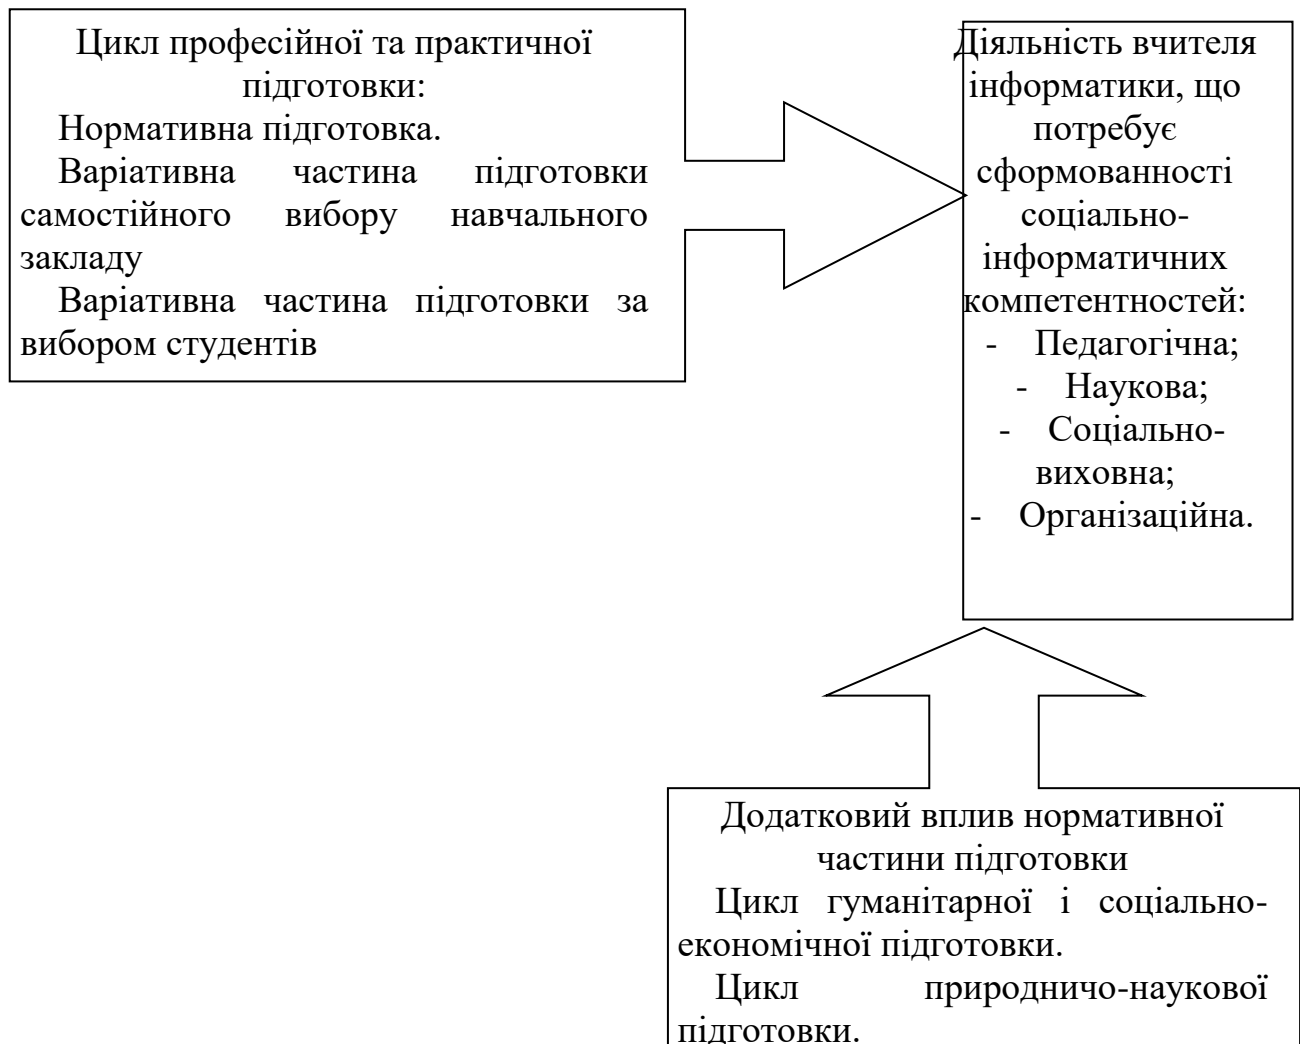 Цикл професійної та практичної
підготовки:
Нормативна підготовка.
Варіативна частина підготовки
самостійного вибору навчального
закладу
Варіативна частина підготовки за
вибором студентів
Діяльність вчителя
інформатики, що
потребує
сформованності
соціально-
інформатичних
компетентностей:
- Педагогічна;
- Наукова;
- Соціально-
виховна;
- Організаційна.
Додатковий вплив нормативної
частини підготовки
Цикл гуманітарної і соціально-
економічної підготовки.
Цикл природничо-наукової
підготовки.